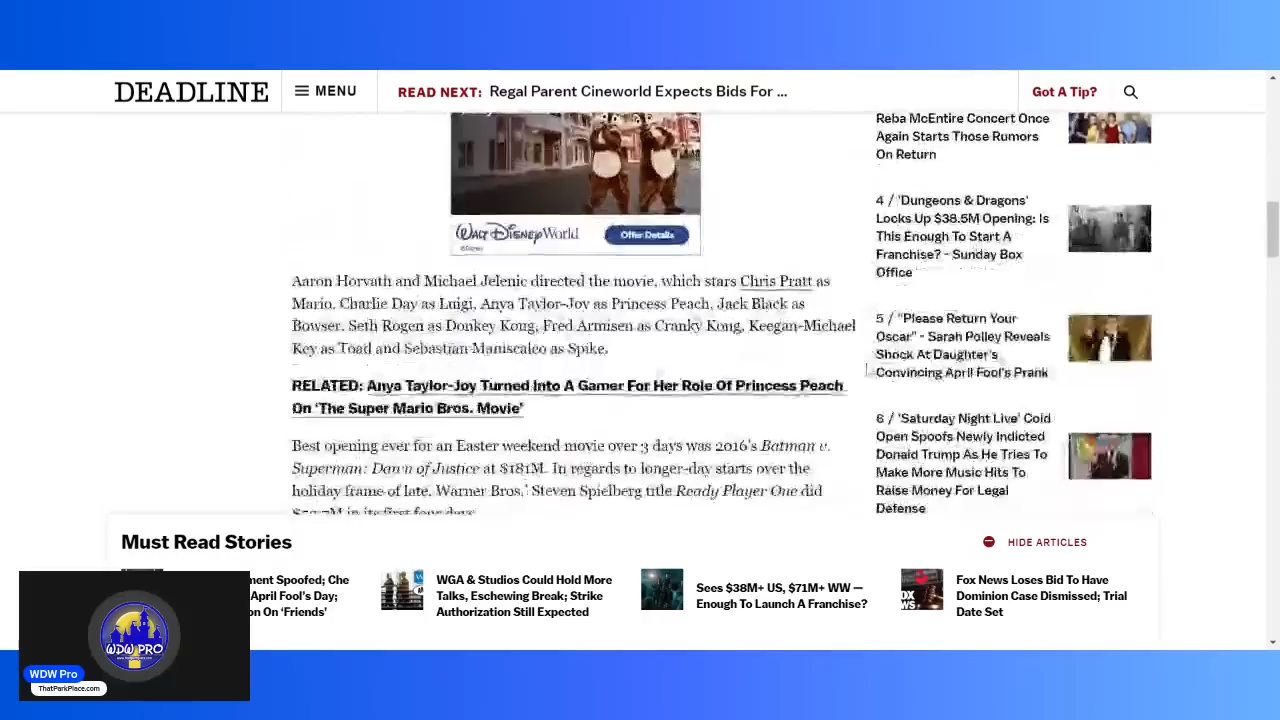 DEADLINE
MENU
READ NEXT: Regal Parent Cineworld Expects Bids For ...
Got A Tip?
WALT DISNEY World
Offer Details
©Disney
Aaron Horvath and Michael Jelenic directed the movie, which stars Chris Pratt as
Mario, Charlie Day as Luigi, Anya Taylor-Joy as Princess Peach, Jack Black as
Bowser, Seth Rogen as Donkey Kong, Fred Armisen as Cranky Kong, Keegan-Michael
Key as Toad and Sebastian Maniscalco as Spike.
RELATED: Anya Taylor-Joy Turned Into A Gamer For Her Role Of Princess Peach
On ‘The Super Mario Bros. Movie’
Best opening ever for an Easter weekend movie over 3 days was 2016’s Batman v.
Superman: Dawn of Justice at $181M. In regards to longer-day starts over the
holiday frame of late, Warner Bros.’ Steven Spielberg title Ready Player One did
in its first four days
Reba McEntire Concert Once
Again Starts Those Rumors
On Return
4 / 'Dungeons & Dragons'
Locks Up $38.5M Opening: Is
This Enough To Start A
Franchise? - Sunday Box
Office
5 / "Please Return Your
Oscar" - Sarah Polley Reveals
Shock At Daughter's
Convincing April Fool's Prank
6 / 'Saturday Night Live' Cold
Open Spoofs Newly Indicted
Donald Trump As He Tries To
Make More Music Hits To
Raise Money For Legal
Defense
Must Read Stories
HIDE ARTICLES
ment Spoofed; Che
April Fool’s Day;
on On ‘Friends’
WGA & Studios Could Hold More
Talks, Eschewing Break; Strike
Authorization Still Expected
Sees $38M+ US, $71M+ WW —
Enough To Launch A Franchise?
Fox News Loses Bid To Have
Dominion Case Dismissed; Trial
Date Set
WDW PRO
WDW Pro
ThatParkPlace.com